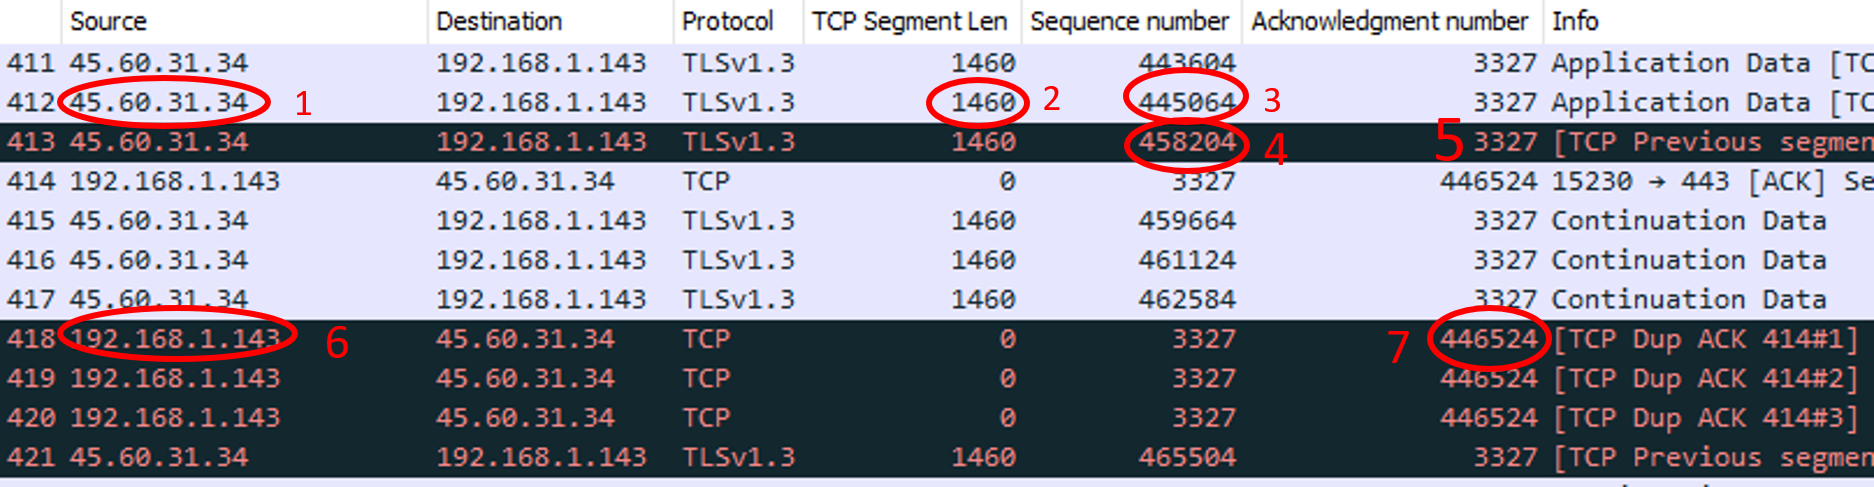 Source Destination Protocol TCP Segment Len Sequence number Acknowledgment number Info
411 45.60.31.34 192.168.1.143 TLSv1.3 1460 443604 3327 Application Data [TC
412 45.60.31.34 1 192.168.1.143 TLSv1.3 1460 2 445064 3 3327 Application Data [TC
413 45.60.31.34 192.168.1.143 TLSv1.3 1460 458204 4 5 3327 [TCP Previous segmen
414 192.168.1.143 45.60.31.34 TCP 0 3327 446524 15230 → 443 [ACK] Se
415 45.60.31.34 192.168.1.143 TLSv1.3 1460 459664 3327 Continuation Data
416 45.60.31.34 192.168.1.143 TLSv1.3 1460 461124 3327 Continuation Data
417 45.60.31.34 192.168.1.143 TLSv1.3 1460 462584 3327 Continuation Data
418 192.168.1.143 6 45.60.31.34 TCP 0 3327 7 446524 [TCP Dup ACK 414#1]
419 192.168.1.143 45.60.31.34 TCP 0 3327 446524 [TCP Dup ACK 414#2]
420 192.168.1.143 45.60.31.34 TCP 0 3327 446524 [TCP Dup ACK 414#3]
421 45.60.31.34 192.168.1.143 TLSv1.3 1460 465504 3327 [TCP Previous segmen